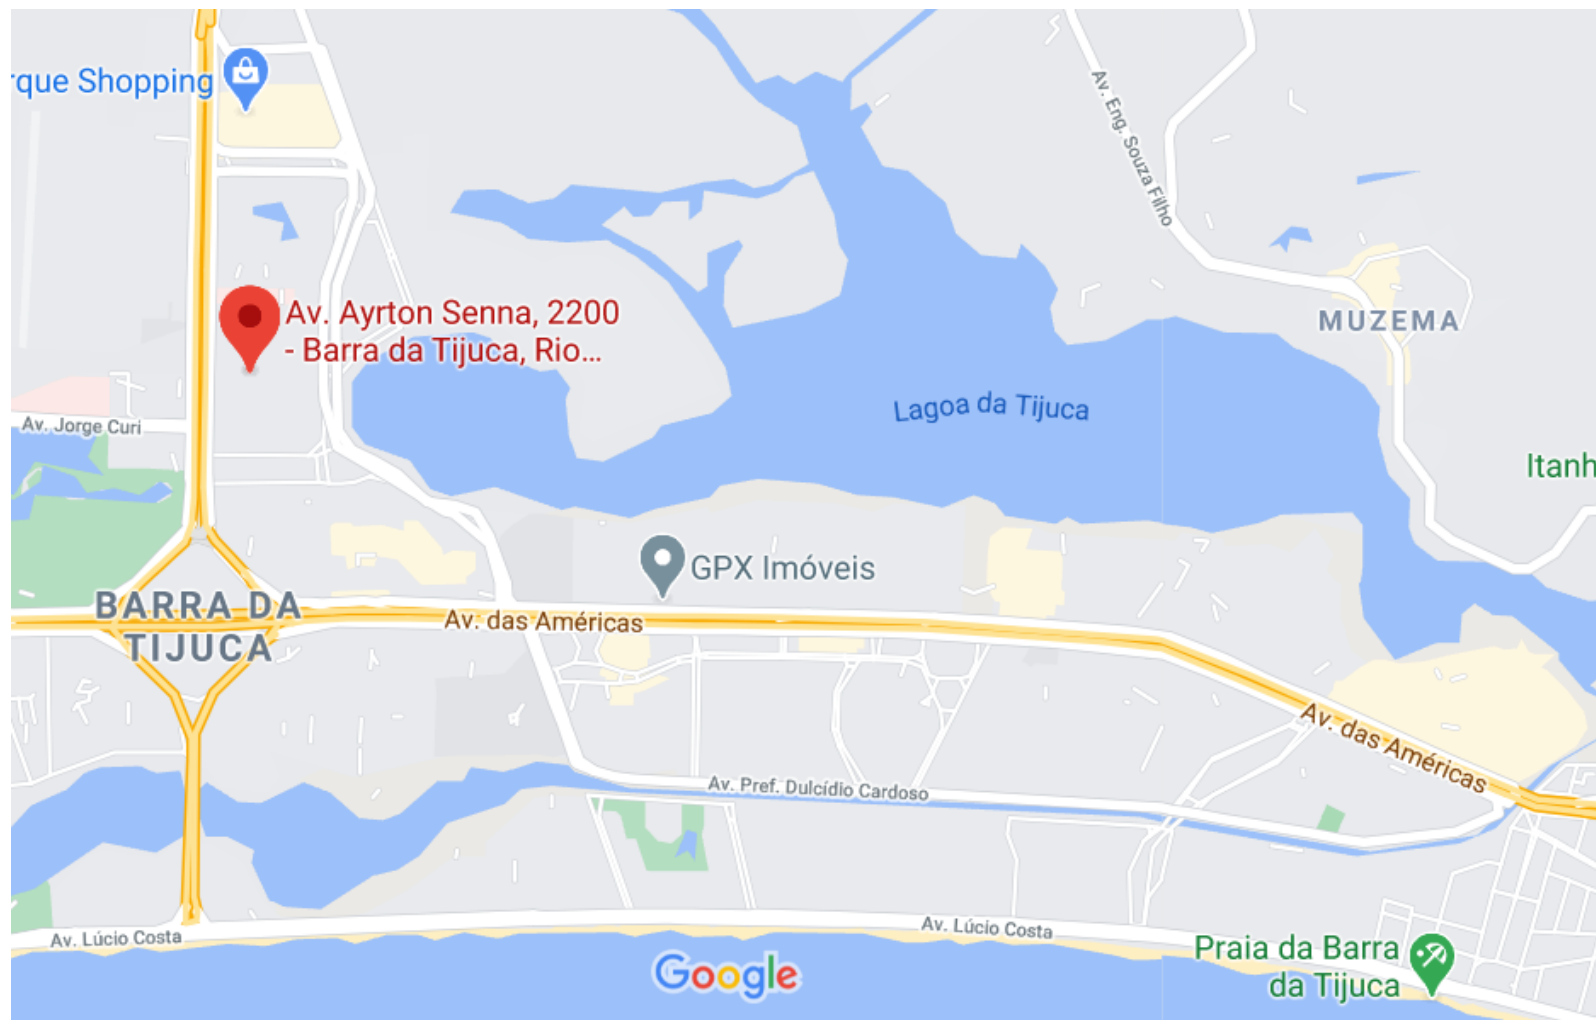 rque Shopping
Av. Eng. Souza Filho
Av. Ayrton Senna, 2200
- Barra da Tijuca, Rio...
MUZEMA
Lagoa da Tijuca
Av. Jorge Curi
Itanh
GPX Imóveis
BARRA DA
TIJUCA
Av. das Américas
Av. das Américas
Av. Pref. Dulcídio Cardoso
Av. Lúcio Costa
Av. Lúcio Costa
Praia da Barra
da Tijuca
Google